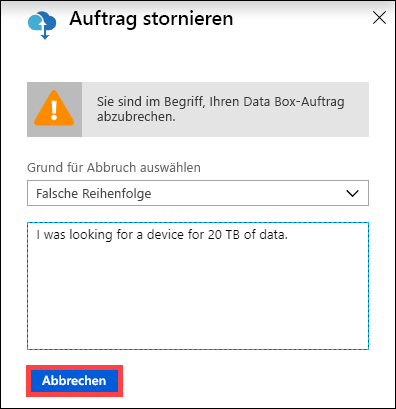 Auftrag stornieren
Sie sind im Begriff, Ihren Data Box-Auftrag
abzubrechen.
Grund für Abbruch auswählen
Falsche Reihenfolge
I was looking for a device for 20 TB of data.
Abbrechen